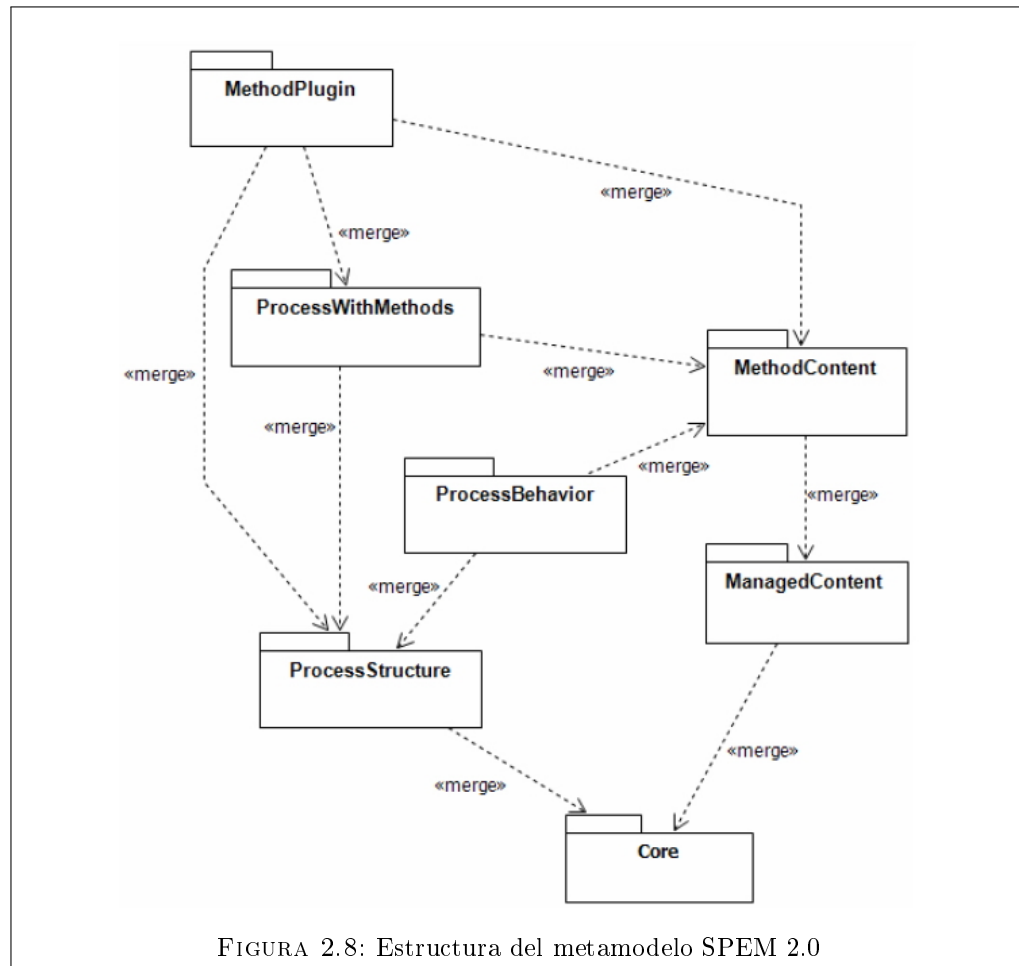 MethodPlugin
«merge»
«merge»
ProcessWithMethods
«merge»
«merge»
MethodContent
«merge»
«merge»
«merge»
ProcessBehavior
«merge»
ManagedContent
«merge»
ProcessStructure
«merge»
«merge»
Core
FIGURA 2.8: Estructura del metamodelo SPEM 2.0